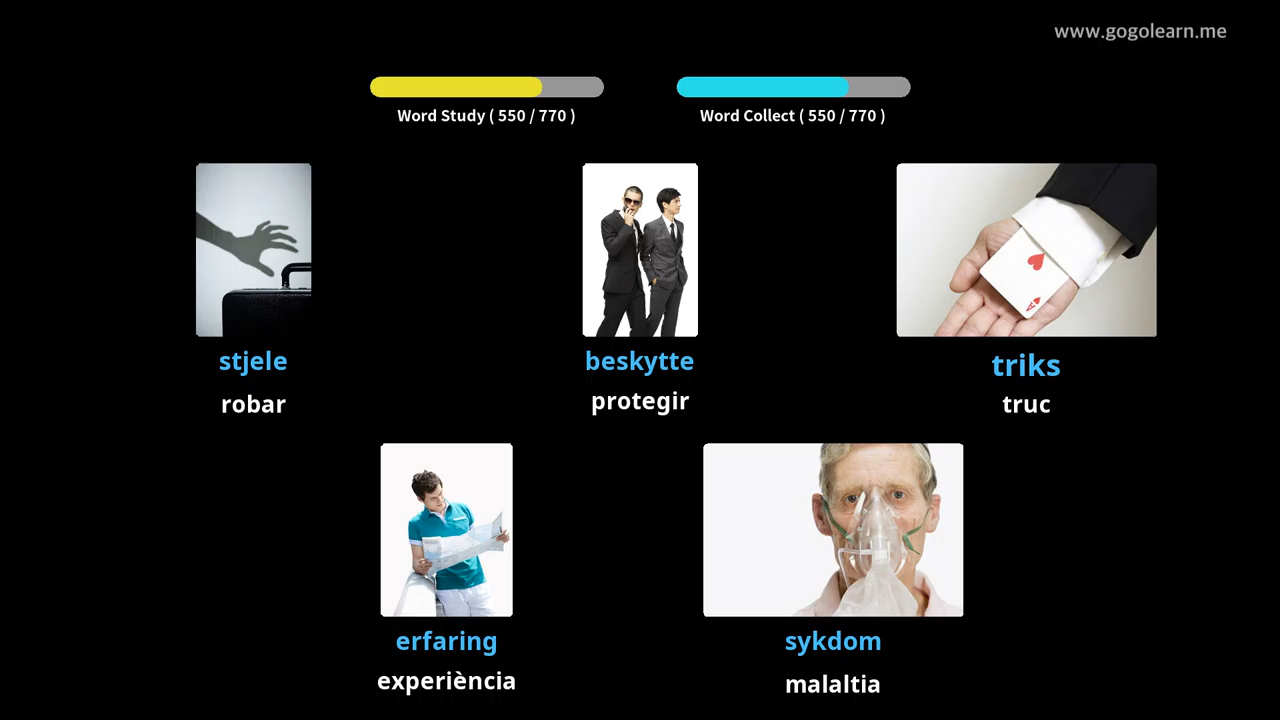 www.gogolearn.me
Word Study ( 550 / 770 )
Word Collect ( 550 / 770 )
stjele
robar
beskytte
protegir
triks
truc
erfaring
experiència
sykdom
malaltia